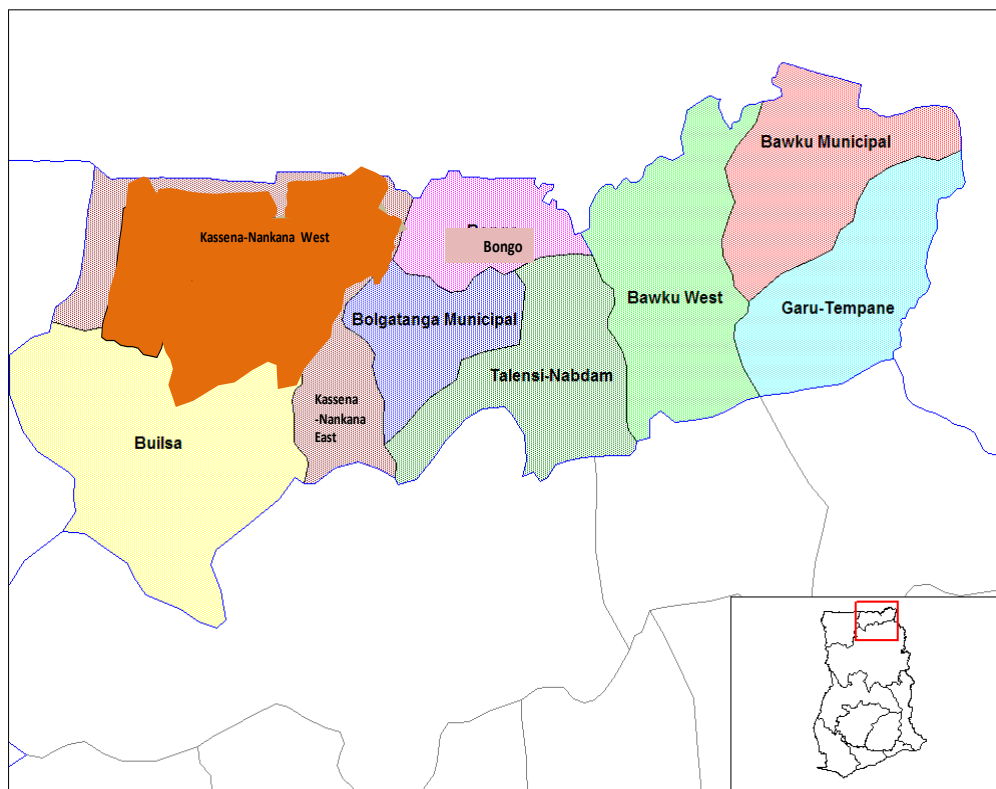 Bawku Municipal
Kassena-Nankana West
Bongo
Bawku West
Garu-Tempane
Bolgatanga Municipal
Talensi-Nabdam
Kassena
-Nankana
East
Builsa